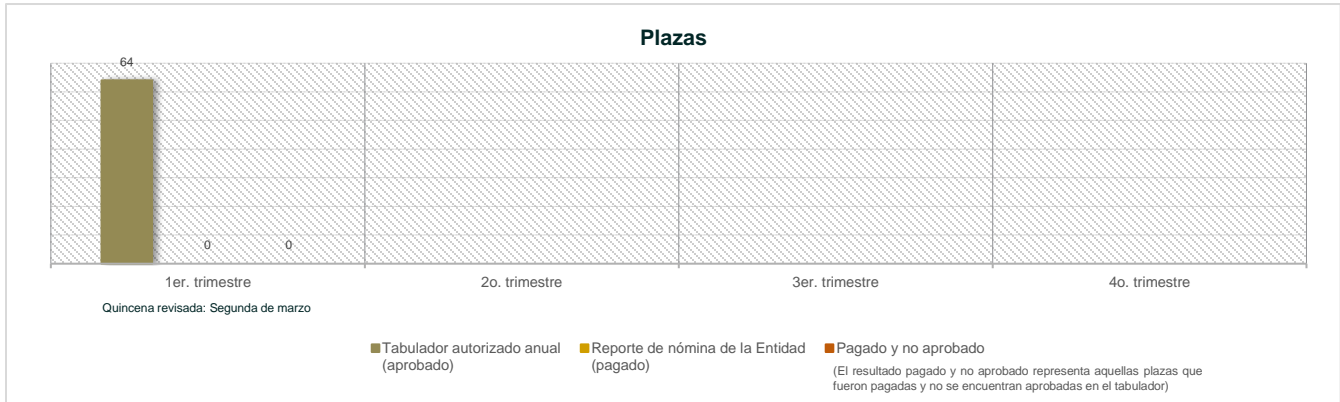 Plazas
64
0
0
1er. trimestre
2o. trimestre
3er. trimestre
4o. trimestre
Quincena revisada: Segunda de marzo
Tabulador autorizado anual
(aprobado)
Reporte de nómina de la Entidad
(pagado)
Pagado y no aprobado
(El resultado pagado y no aprobado representa aquellas plazas que
fueron pagadas y no se encuentran aprobadas en el tabulador)